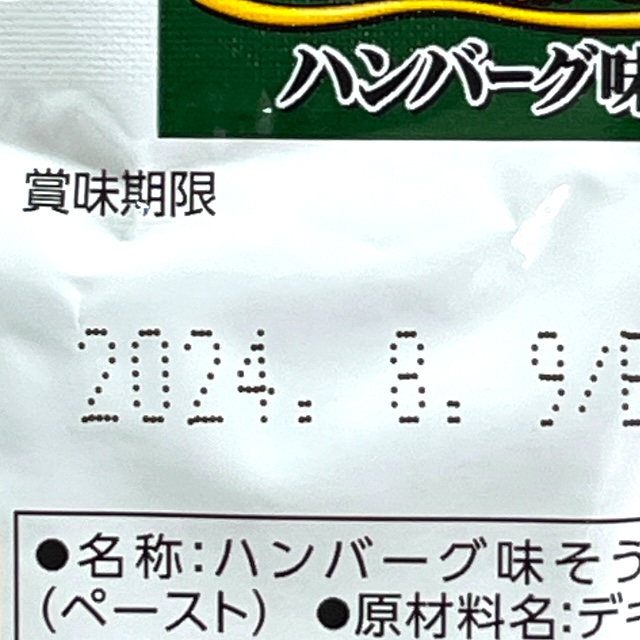 ハンバーグ味
賞味期限
2024. 8. 9/E
●名称:ハンバーグ味そう
(ペースト) ●原材料名:デキ